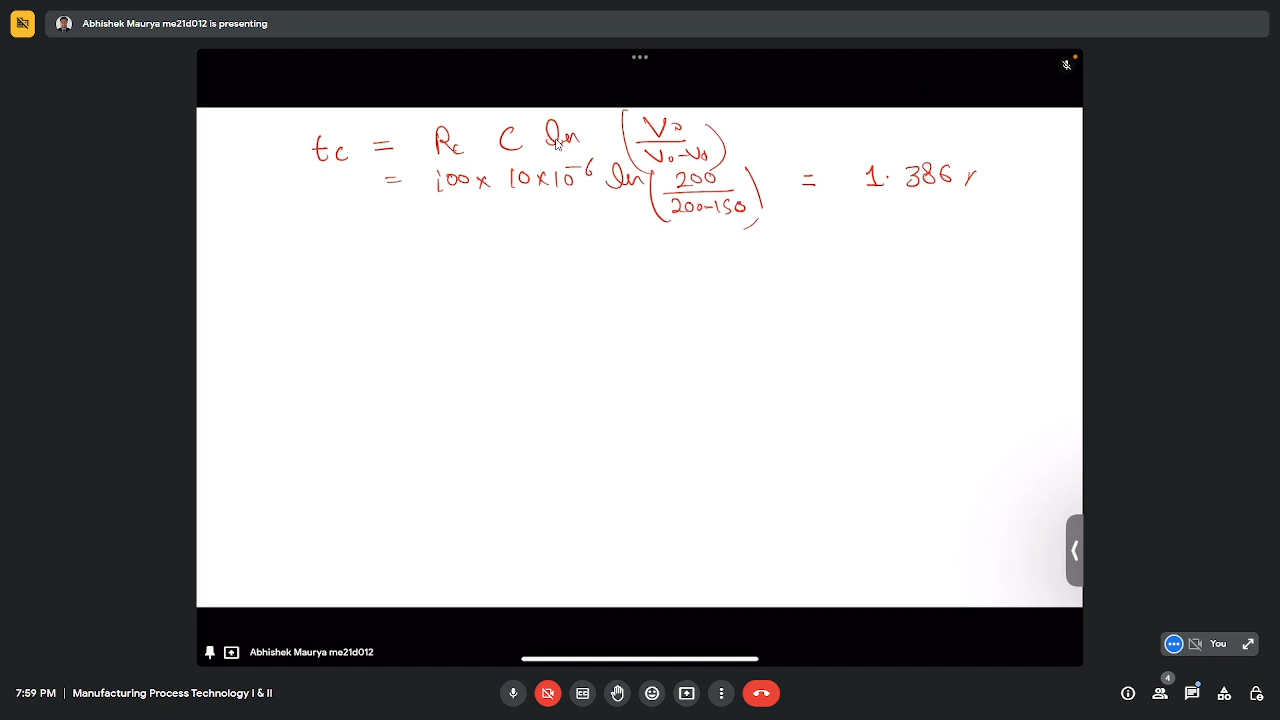 Abhishek Maurya me21d012 is presenting
tc = Rc C ln (V0 / V0-V0)
= 100 x 10x10^-6 ln (200 / 200-150) = 1.386
Abhishek Maurya me21d012
You
4
7:59 PM | Manufacturing Process Technology I & II